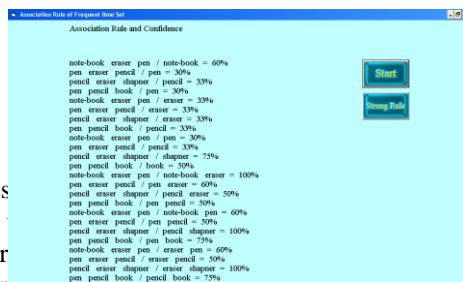 Association Rule of Frequent Itme Set
Association Rule and Confidence
note-book eraser pen / note-book = 60%
pen eraser pencil / pen = 30%
pencil eraser shapner / pencil = 33%
pen pencil book / pen = 30%
note-book eraser pen / eraser = 33%
pen eraser pencil / eraser = 33%
pencil eraser shapner / eraser = 33%
pen pencil book / pencil = 33%
note-book eraser pen / pen = 30%
pen eraser pencil / pencil = 33%
pencil eraser shapner / shapner = 75%
pen pencil book / book = 50%
note-book eraser pen / note-book eraser = 100%
pen eraser pencil / pen eraser = 60%
pencil eraser shapner / pencil eraser = 50%
pen pencil book / pen pencil = 50%
note-book eraser pen / note-book pen = 60%
pen eraser pencil / pen pencil = 50%
pencil eraser shapner / pencil shapner = 100%
pen pencil book / pen book = 75%
note-book eraser pen / eraser pen = 60%
pen eraser pencil / eraser pencil = 50%
pencil eraser shapner / eraser shapner = 100%
pen pencil book / pencil book = 75%
Start
Strong Rule
s
r